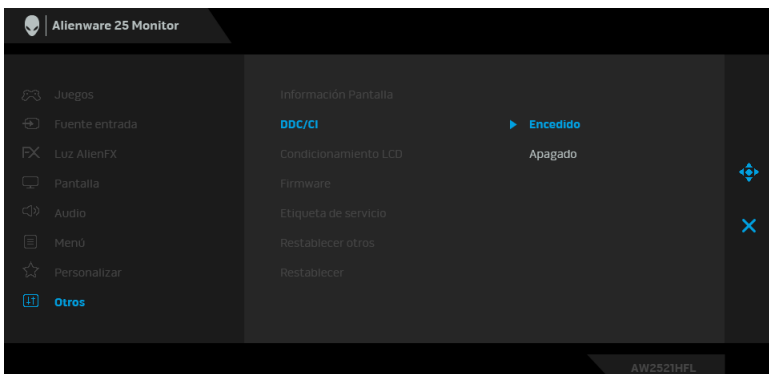 Alienware 25 Monitor
Juegos
Fuente entrada
FX Luz AlienFX
Pantalla
Audio
Menú
Personalizar
Otros
Información Pantalla
DDC/CI
Condicionamiento LCD
Firmware
Etiqueta de servicio
Restablecer otros
Restablecer
Encedido
Apagado
AW2521HFL